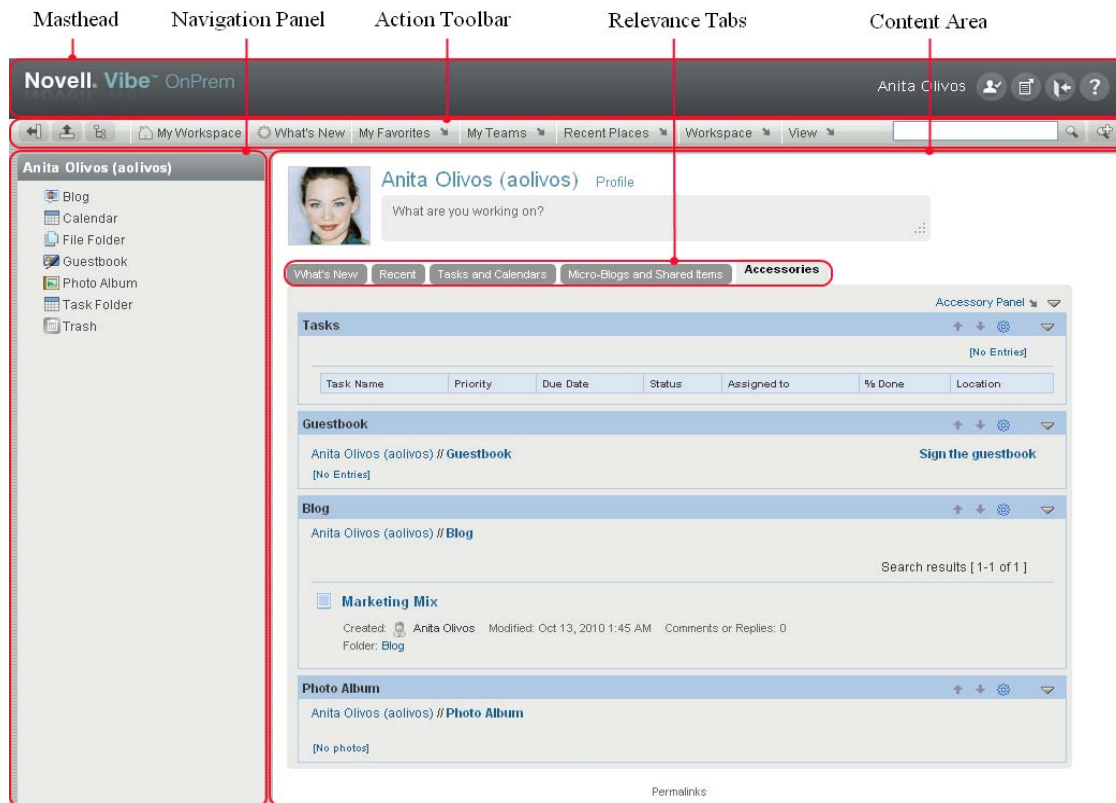 Masthead Navigation Panel Action Toolbar Relevance Tabs Content Area
Novell. Vibe™ OnPrem
Anita Olivos ?
My Workspace What's New My Favorites My Teams Recent Places Workspace View
Anita Olivos (aolivos)
Blog
Calendar
File Folder
Guestbook
Photo Album
Task Folder
Trash
Anita Olivos (aolivos) Profile
What are you working on?
What's New Recent Tasks and Calendars Micro-Blogs and Shared Items Accessories
Accessory Panel
Tasks
[No Entries]
Task Name Priority Due Date Status Assigned to % Done Location
Guestbook
Anita Olivos (aolivos) // Guestbook Sign the guestbook
[No Entries]
Blog
Anita Olivos (aolivos) // Blog
Search results [ 1-1 of 1 ]
Marketing Mix
Created: Anita Olivos Modified: Oct 13, 2010 1:45 AM Comments or Replies: 0
Folder: Blog
Photo Album
Anita Olivos (aolivos) // Photo Album
[No photos]
Permalinks